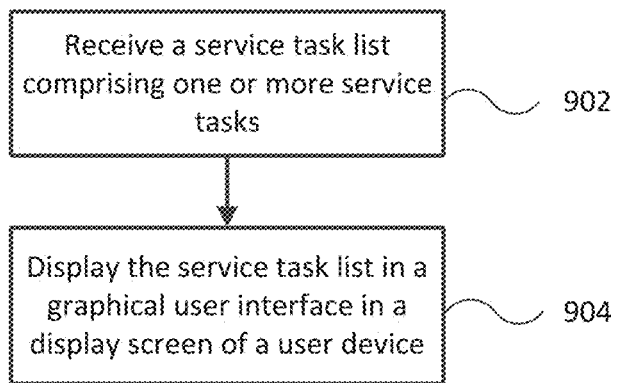 Receive a service task list
comprising one or more service
tasks
902
Display the service task list in a
graphical user interface in a
display screen of a user device
904